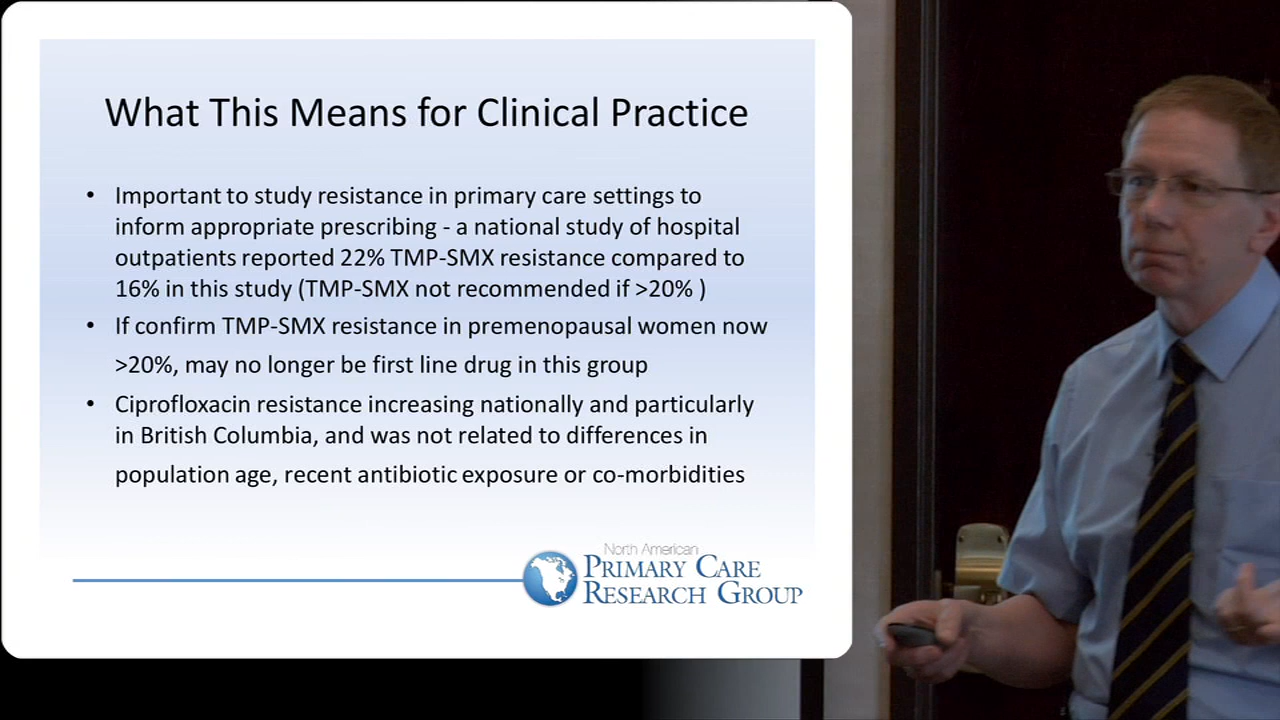 What This Means for Clinical Practice
• Important to study resistance in primary care settings to
inform appropriate prescribing - a national study of hospital
outpatients reported 22% TMP-SMX resistance compared to
16% in this study (TMP-SMX not recommended if >20% )
• If confirm TMP-SMX resistance in premenopausal women now
>20%, may no longer be first line drug in this group
• Ciprofloxacin resistance increasing nationally and particularly
in British Columbia, and was not related to differences in
population age, recent antibiotic exposure or co-morbidities
North American
PRIMARY CARE
RESEARCH GROUP